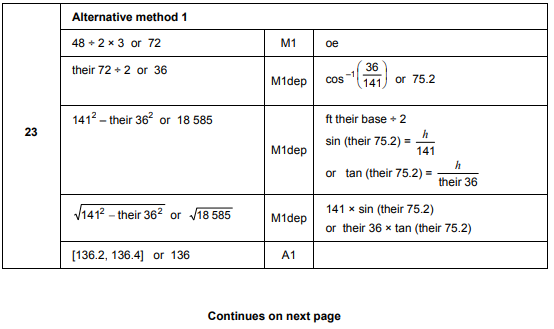 Alternative method 1
48 ÷ 2 × 3 or 72 M1 oe
their 72 ÷ 2 or 36 M1dep cos⁻¹(36/141) or 75.2
23
141² – their 36² or 18 585 M1dep ft their base ÷ 2
sin (their 75.2) = h/141
or tan (their 75.2) = h/their 36
√(141² – their 36²) or √(18 585) M1dep 141 × sin (their 75.2)
or their 36 × tan (their 75.2)
[136.2, 136.4] or 136 A1
Continues on next page